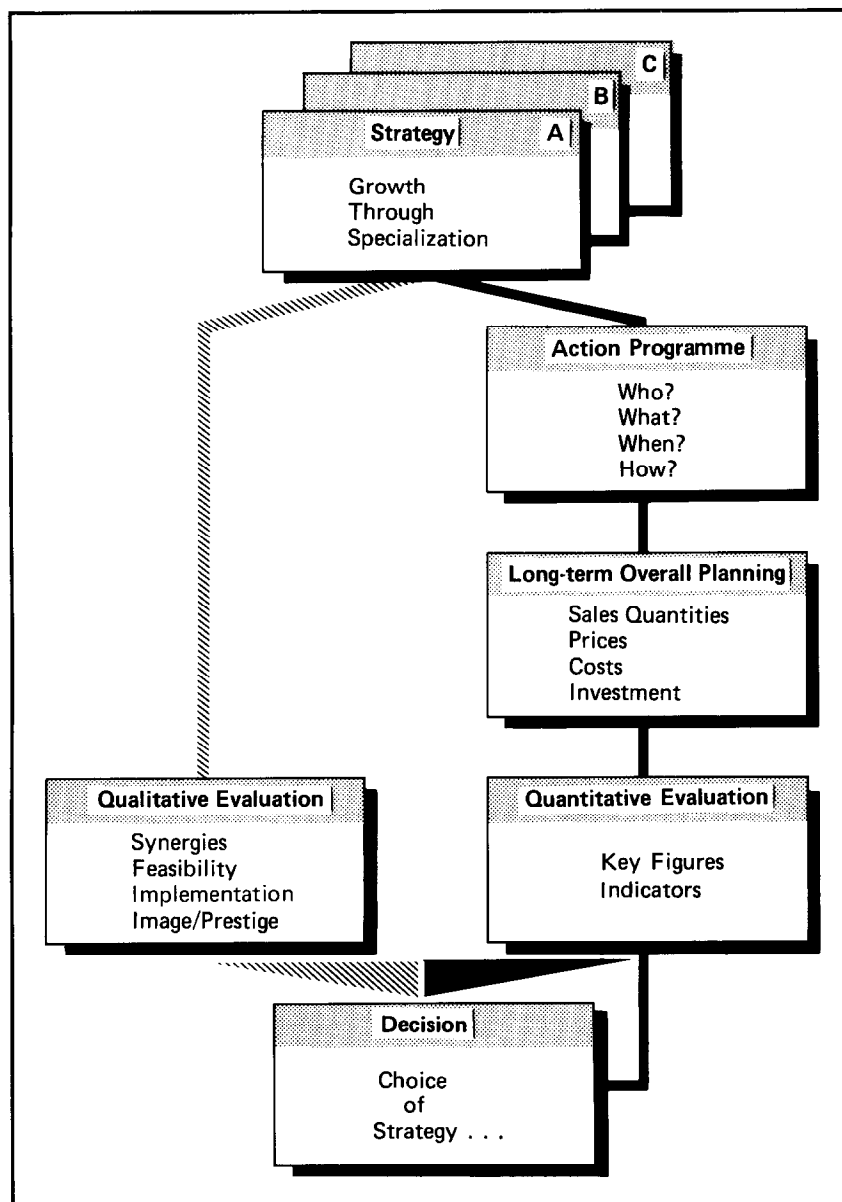 C
B
Strategy A
Growth
Through
Specialization
Action Programme
Who?
What?
When?
How?
Long-term Overall Planning
Sales Quantities
Prices
Costs
Investment
Qualitative Evaluation
Synergies
Feasibility
Implementation
Image/Prestige
Quantitative Evaluation
Key Figures
Indicators
Decision
Choice
of
Strategy . . .